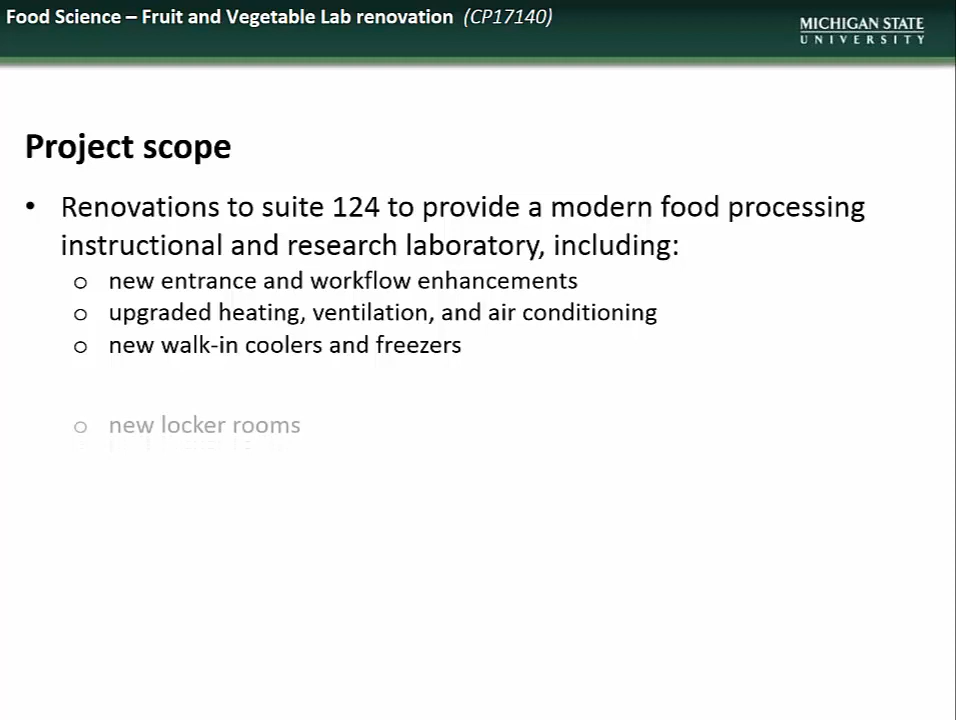 Food Science – Fruit and Vegetable Lab renovation (CP17140)
MICHIGAN STATE
UNIVERSITY
Project scope
• Renovations to suite 124 to provide a modern food processing
instructional and research laboratory, including:
o new entrance and workflow enhancements
o upgraded heating, ventilation, and air conditioning
o new walk-in coolers and freezers
o new locker rooms